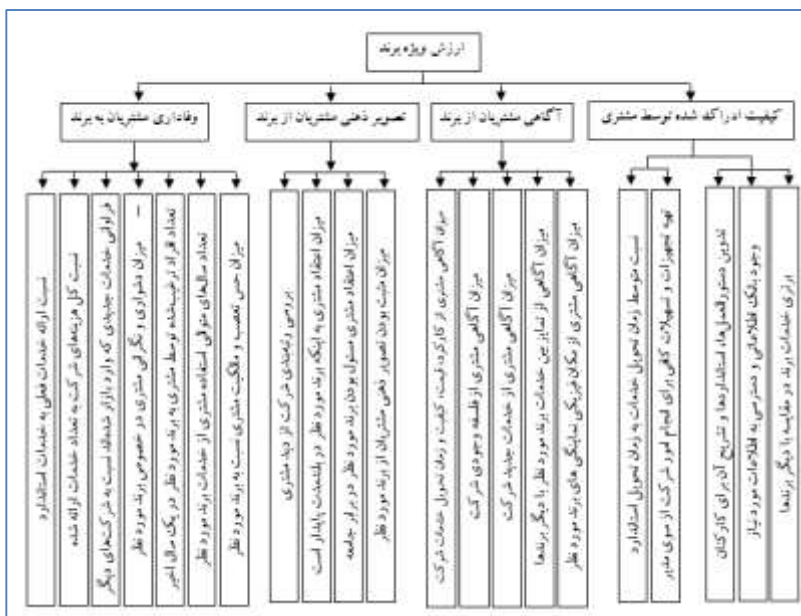 ارزش ویژه برند
کیفیت ادراک شده توسط مشتری
آگاهی مشتریان از برند
تصویر ذهنی مشتریان از برند
وفاداری مشتریان به برند
برتری خدمات برند در مقایسه با دیگر برندها
وجود بانک اطلاعاتی و دسترسی به اطلاعات مورد نیاز
تدوین دستورالعمل‌ها، استانداردها و تشریح آن برای کارکنان
تهیه تجهیزات و تسهیلات کافی برای انجام امور شرکت از سوی مدیر
نسبت متوسط زمان تحویل خدمات به زمان تحویل استاندارد
میزان آگاهی مشتری از مکان فیزیکی نمایندگی های برند مورد نظر
میزان آگاهی از تمایز بین خدمات برند مورد نظر با دیگر برندها
میزان آگاهی مشتری از خدمات جدید شرکت
میزان آگاهی مشتری از فلسفه وجودی شرکت
میزان آگاهی مشتری از کارکرد، قیمت، کیفیت و زمان تحویل خدمات شرکت
میزان مثبت بودن تصویر ذهنی مشتریان از برند مورد نظر
میزان اعتقاد مشتری مسئول بودن برند مورد نظر در برابر جامعه
میزان اعتقاد مشتری به اینکه برند مورد نظر در بلندمدت پایدار است
بررسی رتبه‌بندی شرکت از دید مشتری
میزان حس تعصب و مالکیت مشتری نسبت به برند مورد نظر
تعداد سال‌های متوالی استفاده مشتری از خدمات برند مورد نظر
تعداد افراد ترغیب‌شده توسط مشتری به برند مورد نظر در یک سال اخیر
میزان دشواری و نگرانی مشتری در خصوص برند مورد نظر –
فراوانی خدمات جدیدی که وارد بازار شده‌اند نسبت به شرکت‌های دیگر
نسبت کل هزینه‌های شرکت به تعداد خدمات ارائه شده
نسبت ارائه خدمات فعلی به خدمات استاندارد